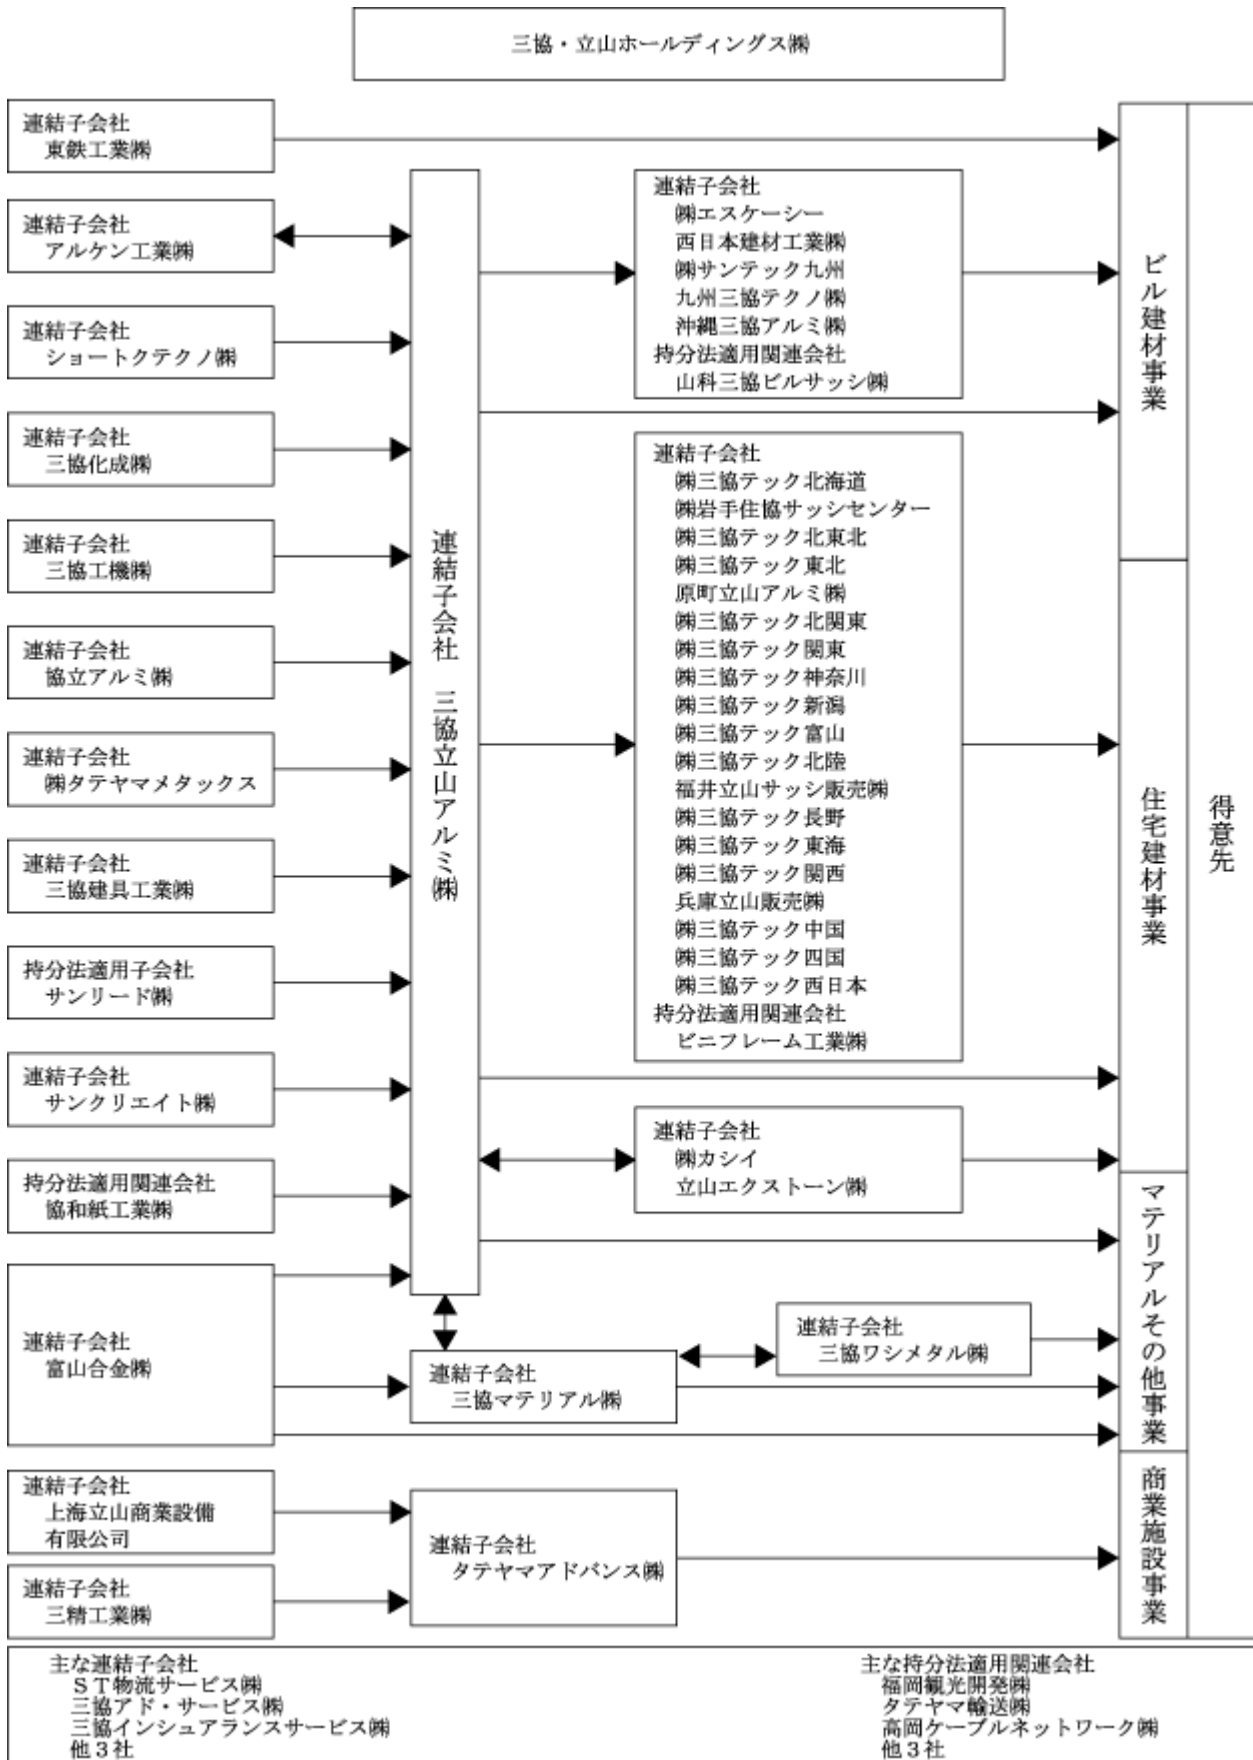 三協・立山ホールディングス㈱
連結子会社
東鉄工業㈱
連結子会社
アルケン工業㈱
連結子会社
ショートクテクノ㈱
連結子会社
三協化成㈱
連結子会社
三協工機㈱
連結子会社
協立アルミ㈱
連結子会社
㈱タテヤマメタックス
連結子会社
三協建具工業㈱
持分法適用子会社
サンリード㈱
連結子会社
サンクリエイト㈱
持分法適用関連会社
協和紙工業㈱
連結子会社
富山合金㈱
連結子会社
上海立山商業設備
有限公司
連結子会社
三精工業㈱
連結子会社 三協立山アルミ㈱
連結子会社
三協マテリアル㈱
連結子会社
タテヤマアドバンス㈱
連結子会社
㈱エスケーシー
西日本建材工業㈱
㈱サンテック九州
九州三協テクノ㈱
沖縄三協アルミ㈱
持分法適用関連会社
山科三協ビルサッシ㈱
連結子会社
㈱三協テック北海道
㈱岩手住協サッシセンター
㈱三協テック北東北
㈱三協テック東北
原町立山アルミ㈱
㈱三協テック北関東
㈱三協テック関東
㈱三協テック神奈川
㈱三協テック新潟
㈱三協テック富山
㈱三協テック北陸
福井立山サッシ販売㈱
㈱三協テック長野
㈱三協テック東海
㈱三協テック関西
兵庫立山販売㈱
㈱三協テック中国
㈱三協テック四国
㈱三協テック西日本
持分法適用関連会社
ビニフレーム工業㈱
連結子会社
㈱カシイ
立山エクストーン㈱
連結子会社
三協ワシメタル㈱
ビル建材事業
住宅建材事業
マテリアルその他事業
商業施設事業
得意先
主な連結子会社
ＳＴ物流サービス㈱
三協アド・サービス㈱
三協インシュアランスサービス㈱
他３社
主な持分法適用関連会社
福岡観光開発㈱
タテヤマ輸送㈱
高岡ケーブルネットワーク㈱
他３社